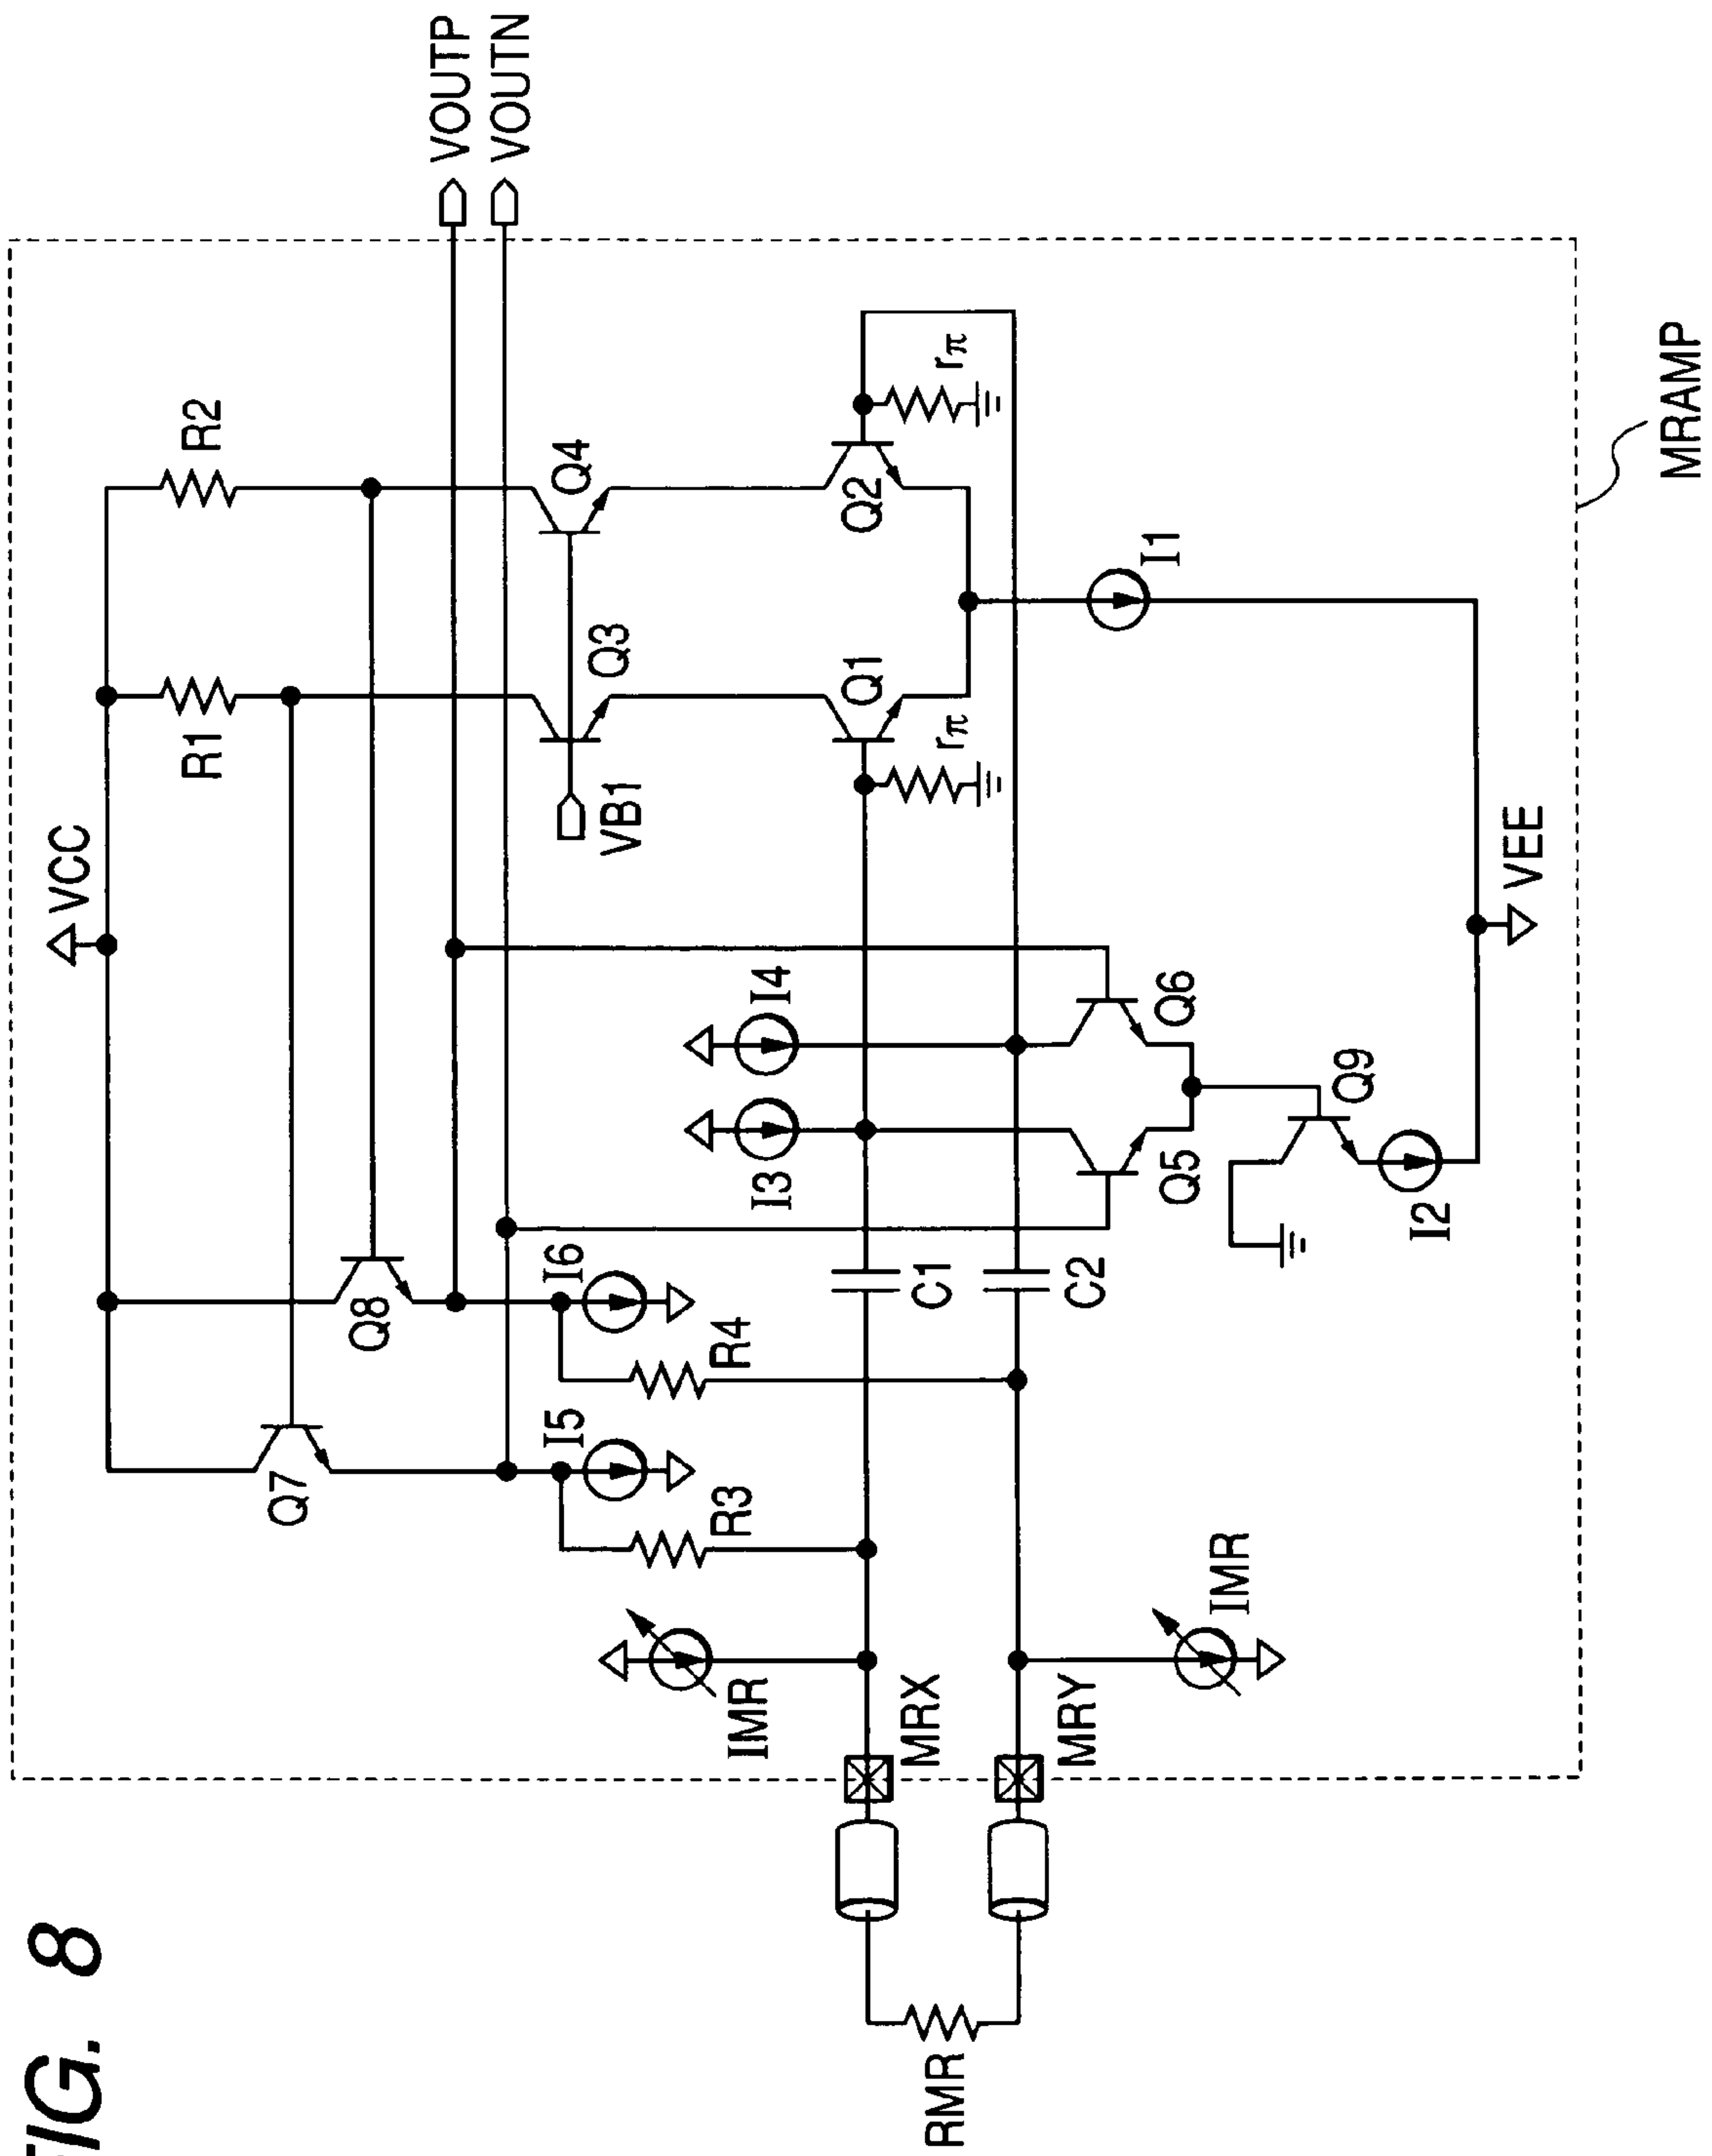 FIG. 8
VOUTP
VOUTN
VCC
R1
R2
Q7
Q8
Q3
Q4
VB1
I5
I6
R3
R4
I3
I4
Q1
Q2
rπ
rπ
IMR
MRX
C1
RMR
MRY
C2
Q5
Q6
I1
IMR
Q9
I2
VEE
MRAMP